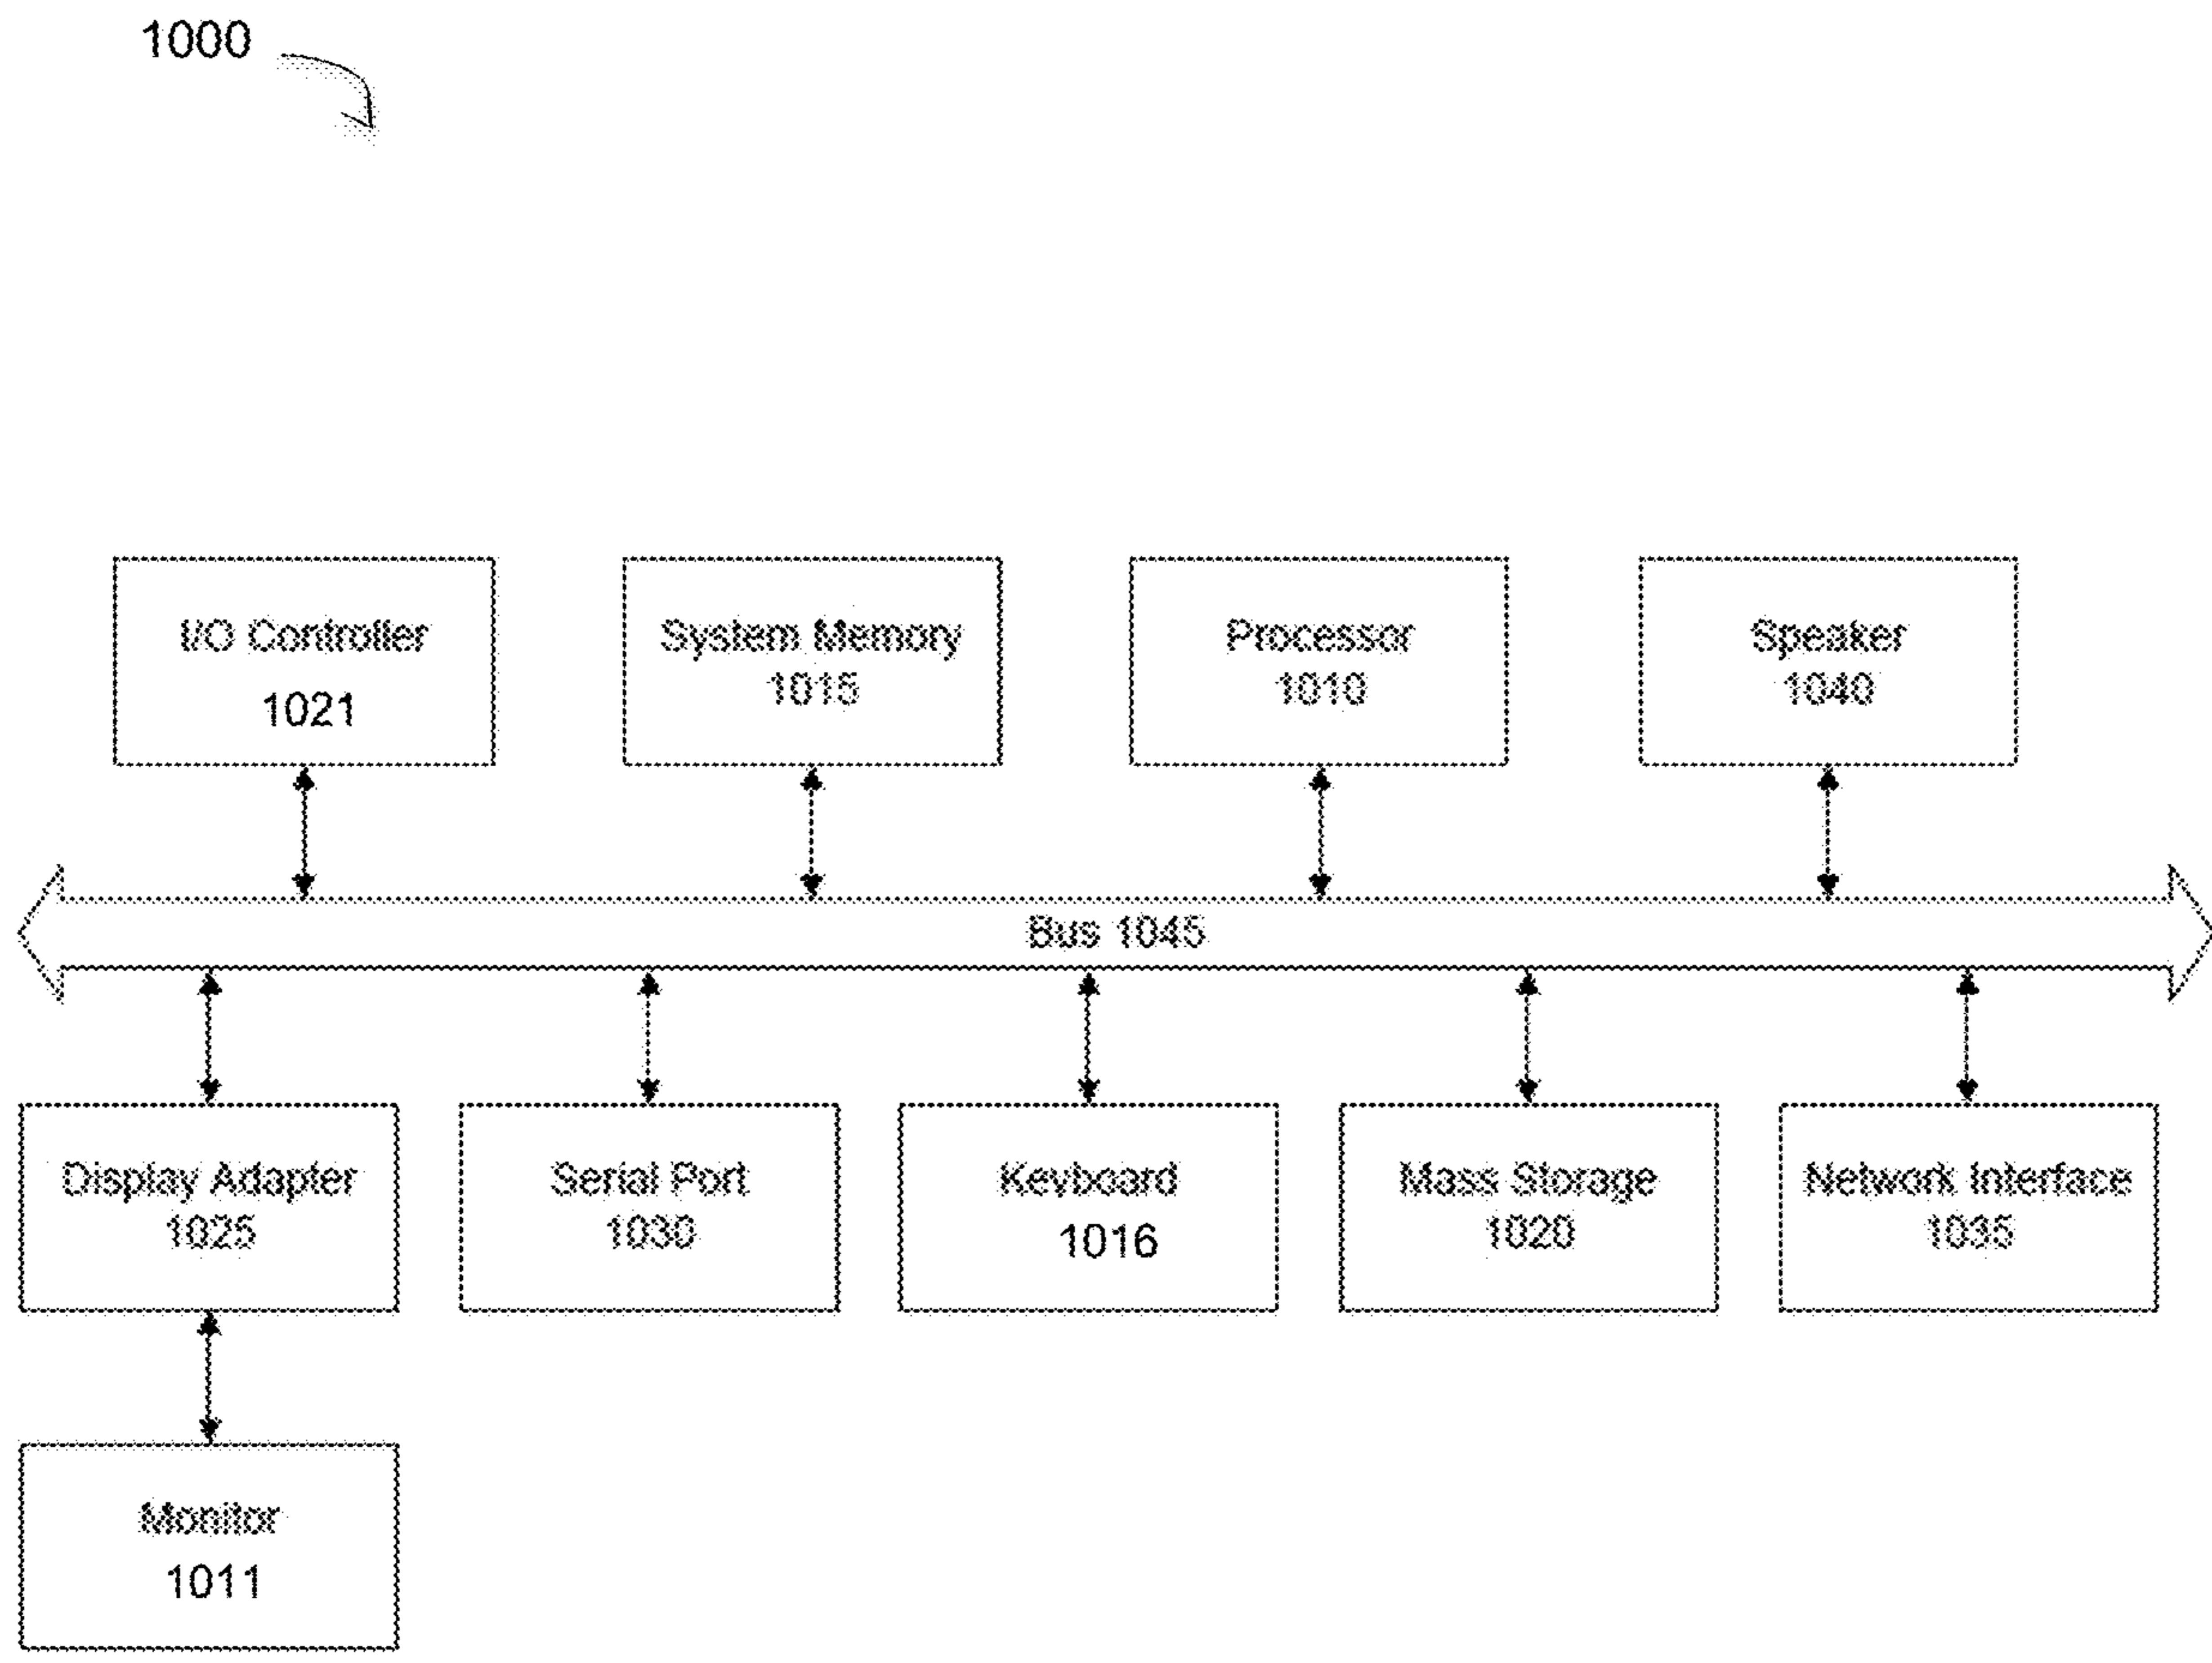 1000
I/O Controller
1021
System Memory
1015
Processor
1010
Speaker
1040
Bus 1045
Display Adapter
1025
Serial Port
1030
Keyboard
1016
Mass Storage
1020
Network Interface
1035
Monitor
1011